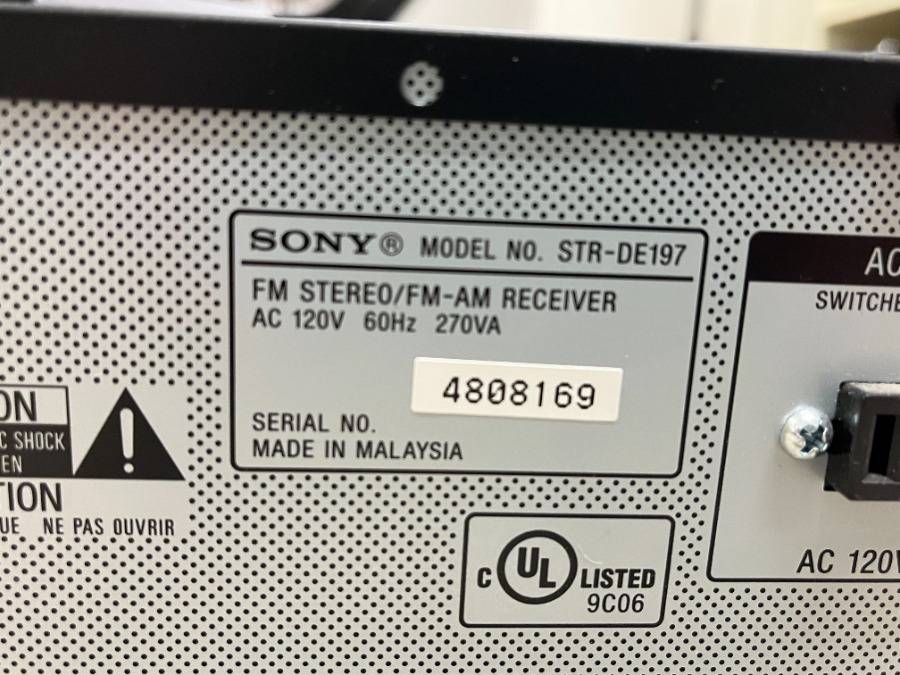 SONY® MODEL NO. STR-DE197
FM STEREO/FM-AM RECEIVER
AC 120V 60Hz 270VA
4808169
SERIAL NO.
MADE IN MALAYSIA
ON
C SHOCK
EN
!
TION
UE NE PAS OUVRIR
C UL LISTED
9C06
AC
SWITCHE
AC 120V